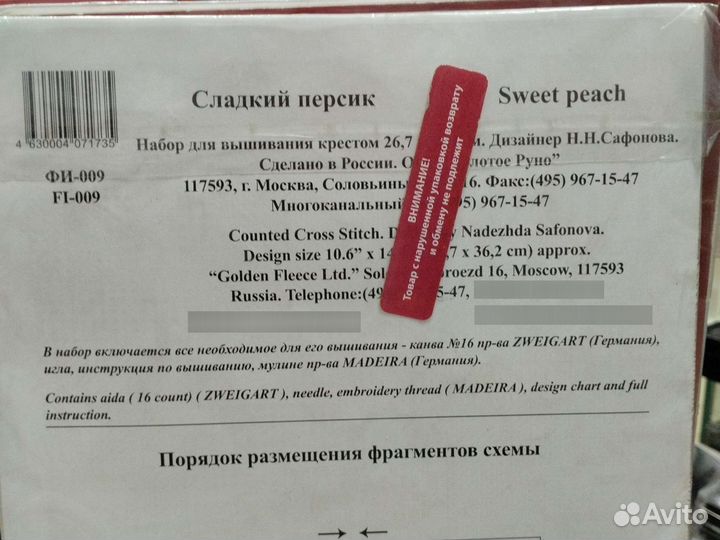 Сладкий персик
Sweet peach
4 630004 071735
ФИ-009
FI-009
Набор для вышивания крестом 26,7 м. Дизайнер Н.Н.Сафонова.
Сделано в России. О лотое Руно”
117593, г. Москва, Соловьины 16. Факс:(495) 967-15-47
Многоканальный 95) 967-15-47
Counted Cross Stitch. D y Nadezhda Safonova.
Design size 10.6” x 14 ,7 x 36,2 cm) approx.
“Golden Fleece Ltd.” Solo proezd 16, Moscow, 117593
Russia. Telephone:(49 5-47,
ВНИМАНИЕ!
Товар с нарушенной упаковкой возврату
и обмену не подлежит
В набор включается все необходимое для его вышивания - канва №16 пр-ва ZWEIGART (Германия),
игла, инструкция по вышиванию, мулине пр-ва MADEIRA (Германия).
Contains aida ( 16 count) ( ZWEIGART ), needle, embroidery thread ( MADEIRA ), design chart and full
instruction.
Порядок размещения фрагментов схемы
Avito